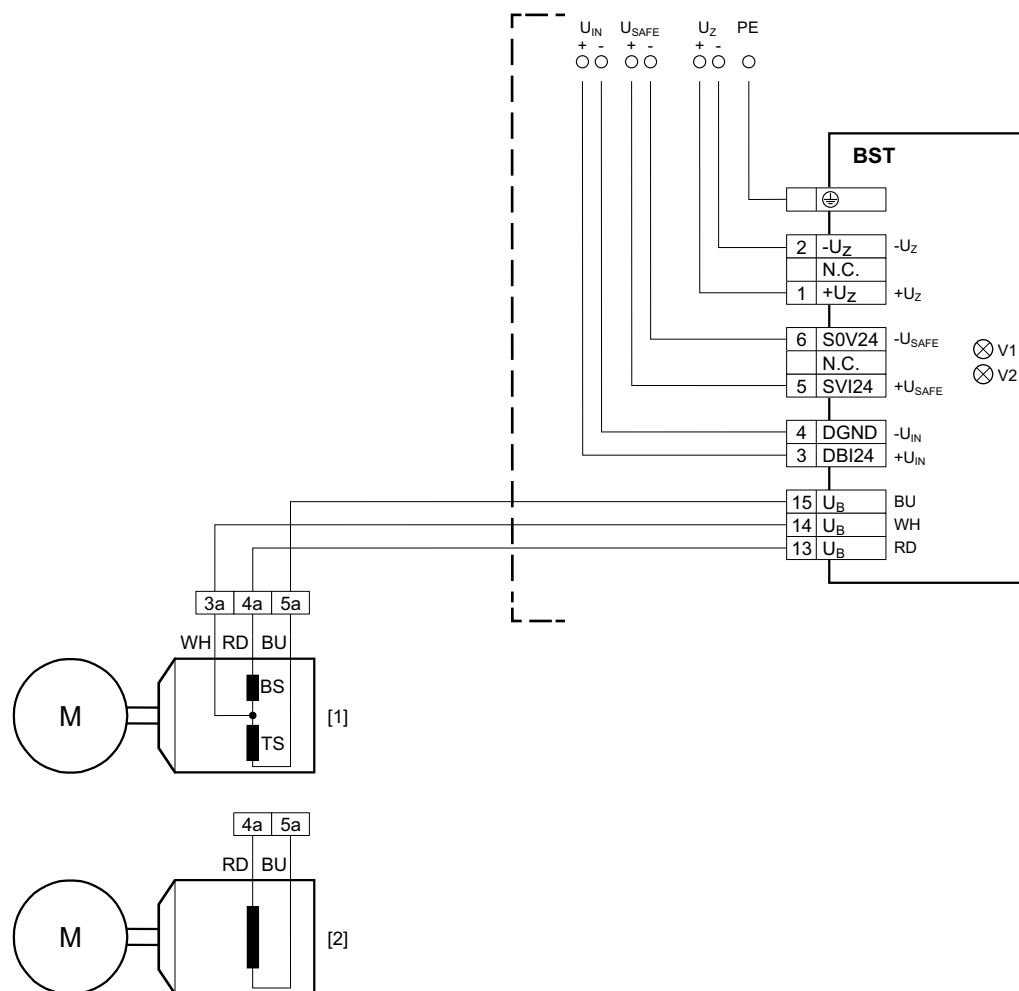 U_IN U_SAFE U_Z PE
+ - + - + -
BST
2 -U_Z -U_Z
N.C.
1 +U_Z +U_Z
6 S0V24 -U_SAFE
N.C.
5 SVI24 +U_SAFE
V1
V2
4 DGND -U_IN
3 DBI24 +U_IN
15 U_B BU
14 U_B WH
13 U_B RD
3a 4a 5a
WH RD BU
BS
M
[1]
TS
4a 5a
RD BU
M
[2]